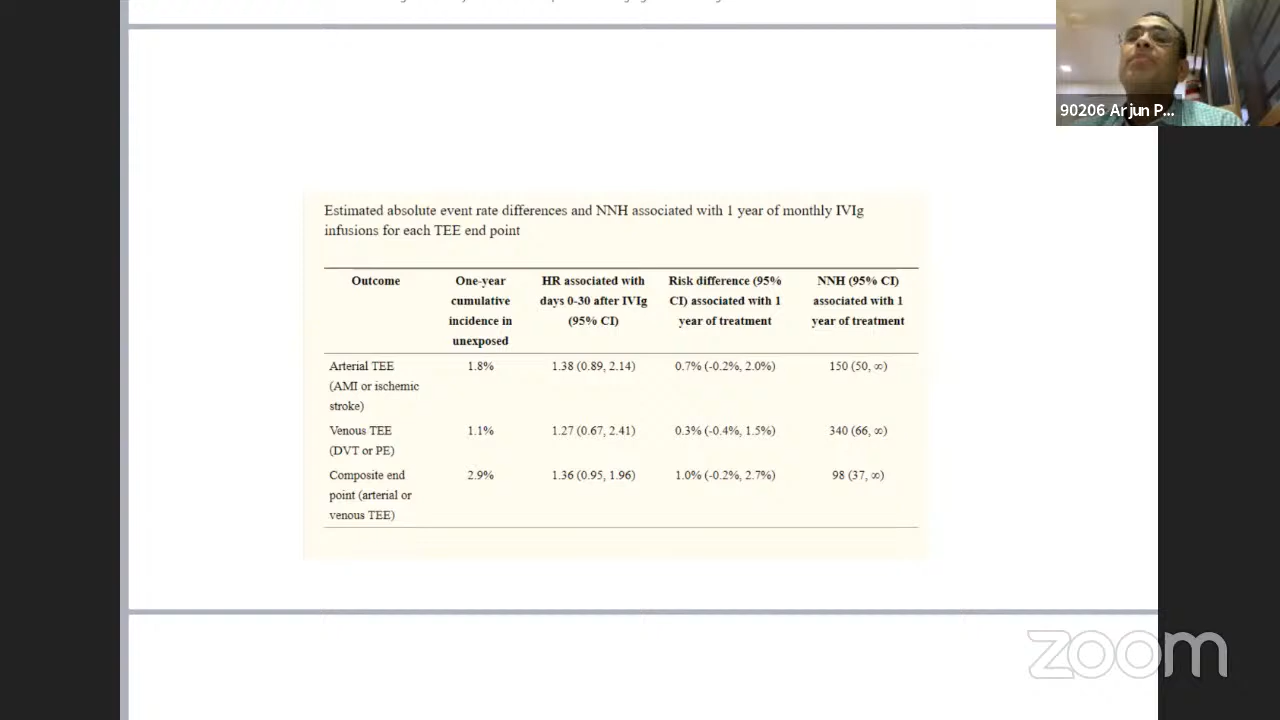 90206 Arjun P...
Estimated absolute event rate differences and NNH associated with 1 year of monthly IVIg
infusions for each TEE end point
Outcome One-year cumulative incidence in unexposed HR associated with days 0-30 after IVIg (95% CI) Risk difference (95% CI) associated with 1 year of treatment NNH (95% CI) associated with 1 year of treatment
Arterial TEE 1.8% 1.38 (0.89, 2.14) 0.7% (-0.2%, 2.0%) 150 (50, ∞)
(AMI or ischemic
stroke)
Venous TEE 1.1% 1.27 (0.67, 2.41) 0.3% (-0.4%, 1.5%) 340 (66, ∞)
(DVT or PE)
Composite end 2.9% 1.36 (0.95, 1.96) 1.0% (-0.2%, 2.7%) 98 (37, ∞)
point (arterial or
venous TEE)
zoom